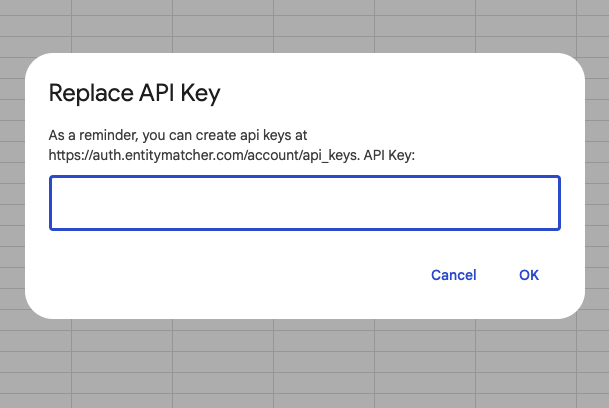 Replace API Key
As a reminder, you can create api keys at
https://auth.entitymatcher.com/account/api_keys. API Key:
Cancel OK